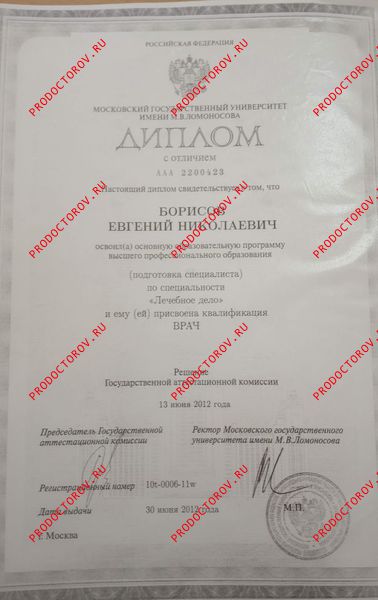 РОССИЙСКАЯ ФЕДЕРАЦИЯ
МОСКОВСКИЙ ГОСУДАРСТВЕННЫЙ УНИВЕРСИТЕТ
ИМЕНИ М.В.ЛОМОНОСОВА
ДИПЛОМ
С ОТЛИЧИЕМ
ААА 2200423
Настоящий диплом свидетельствует о том, что
БОРИСОВ
ЕВГЕНИЙ НИКОЛАЕВИЧ
освоил(а) основную образовательную программу
высшего профессионального образования
(подготовка специалиста)
по специальности
«Лечебное дело»
и ему (ей) присвоена квалификация
ВРАЧ
Решение
Государственной аттестационной комиссии
13 июня 2012 года
Председатель Государственной
аттестационной комиссии
Ректор Московского государственного
университета имени М.В.Ломоносова
Регистрационный номер 10т-0006-11w
Дата выдачи 30 июня 2012 года
М.П.
г. Москва
PRODOCTOROV.RU